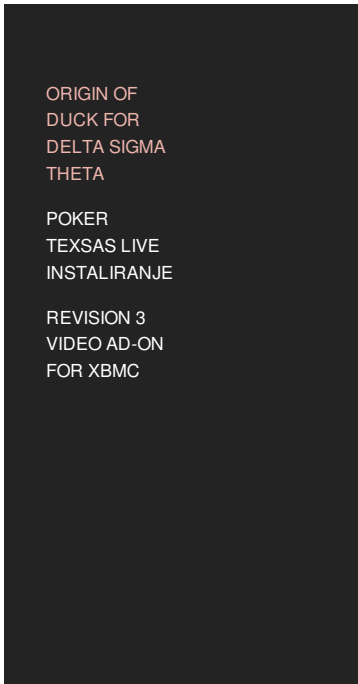 ORIGIN OF
DUCK FOR
DELTA SIGMA
THETA
POKER
TEXSAS LIVE
INSTALIRANJE
REVISION 3
VIDEO AD-ON
FOR XBMC